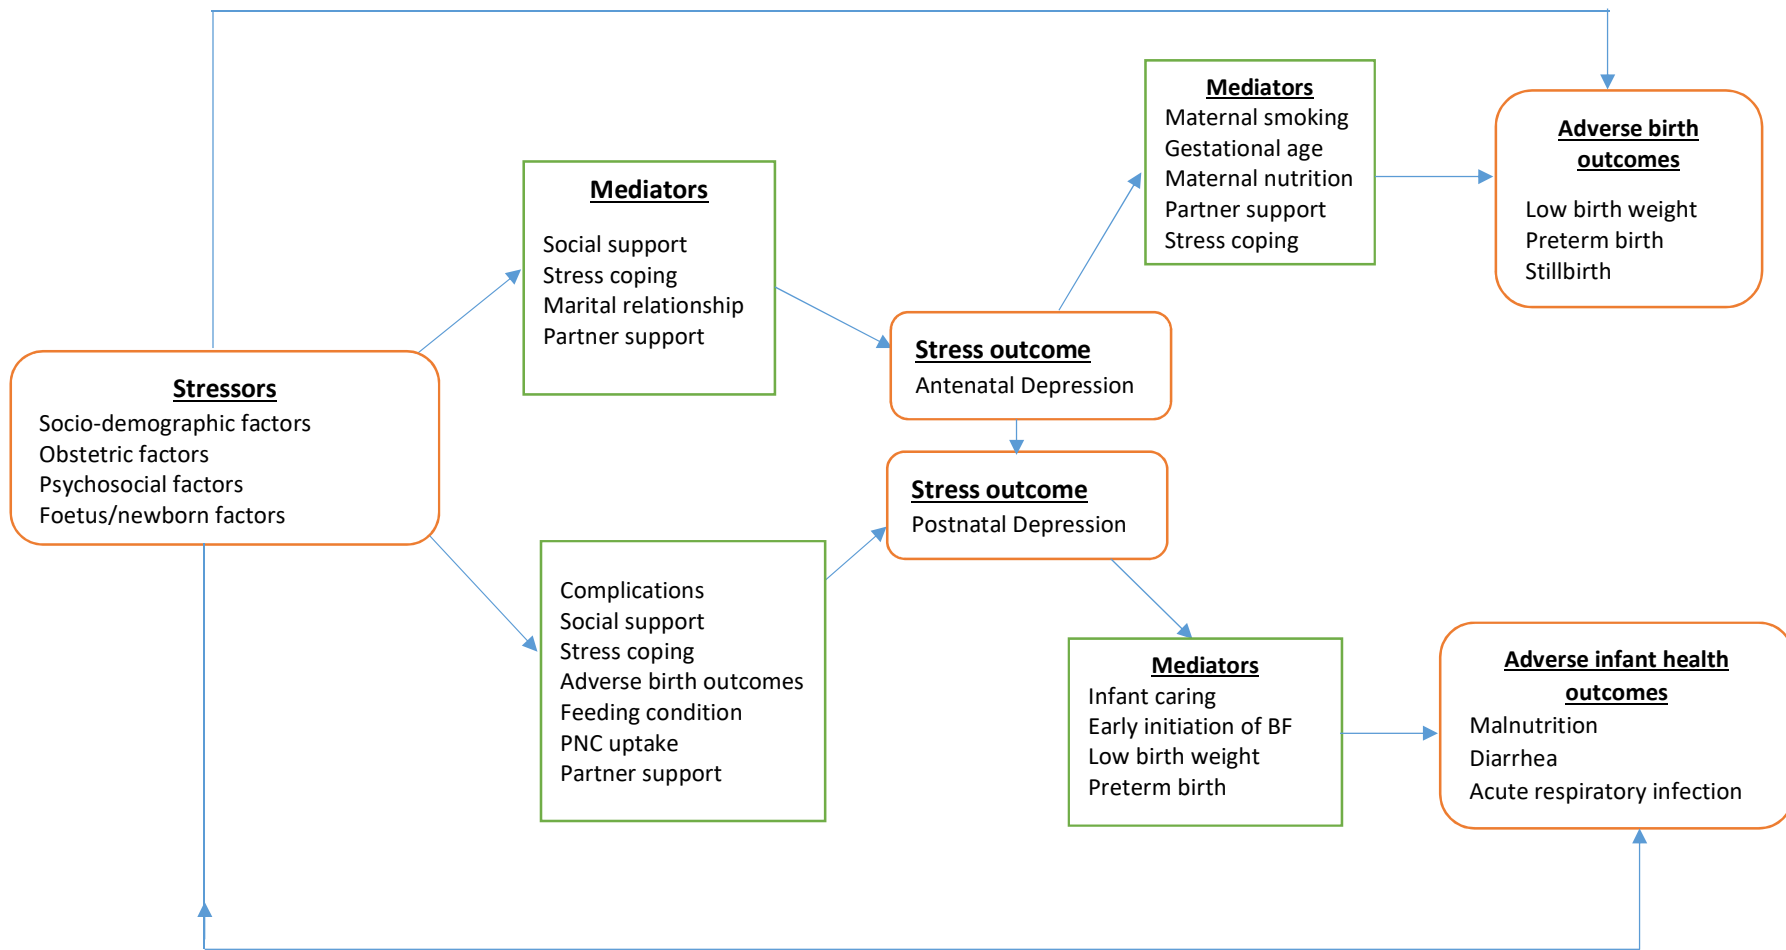 Stressors
Socio-demographic factors
Obstetric factors
Psychosocial factors
Foetus/newborn factors
Mediators
Social support
Stress coping
Marital relationship
Partner support
Complications
Social support
Stress coping
Adverse birth outcomes
Feeding condition
PNC uptake
Partner support
Stress outcome
Antenatal Depression
Stress outcome
Postnatal Depression
Mediators
Maternal smoking
Gestational age
Maternal nutrition
Partner support
Stress coping
Adverse birth
outcomes
Low birth weight
Preterm birth
Stillbirth
Mediators
Infant caring
Early initiation of BF
Low birth weight
Preterm birth
Adverse infant health
outcomes
Malnutrition
Diarrhea
Acute respiratory infection